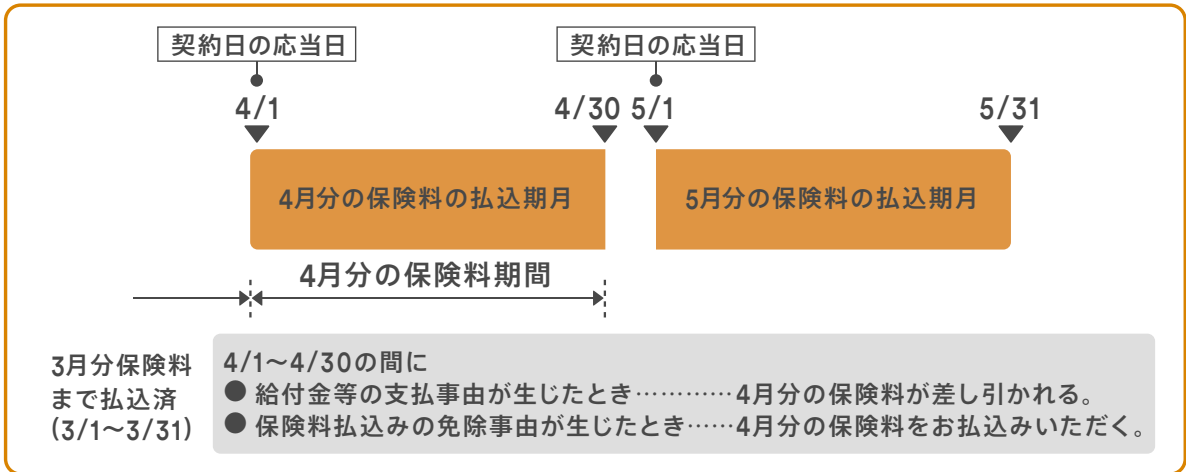 契約日の応当日 契約日の応当日
4/1 4/30 5/1 5/31
4月分の保険料の払込期月 5月分の保険料の払込期月
4月分の保険料期間
3月分保険料
まで払込済
(3/1〜3/31)
4/1〜4/30の間に
● 給付金等の支払事由が生じたとき…………4月分の保険料が差し引かれる。
● 保険料払込みの免除事由が生じたとき……4月分の保険料をお払込みいただく。